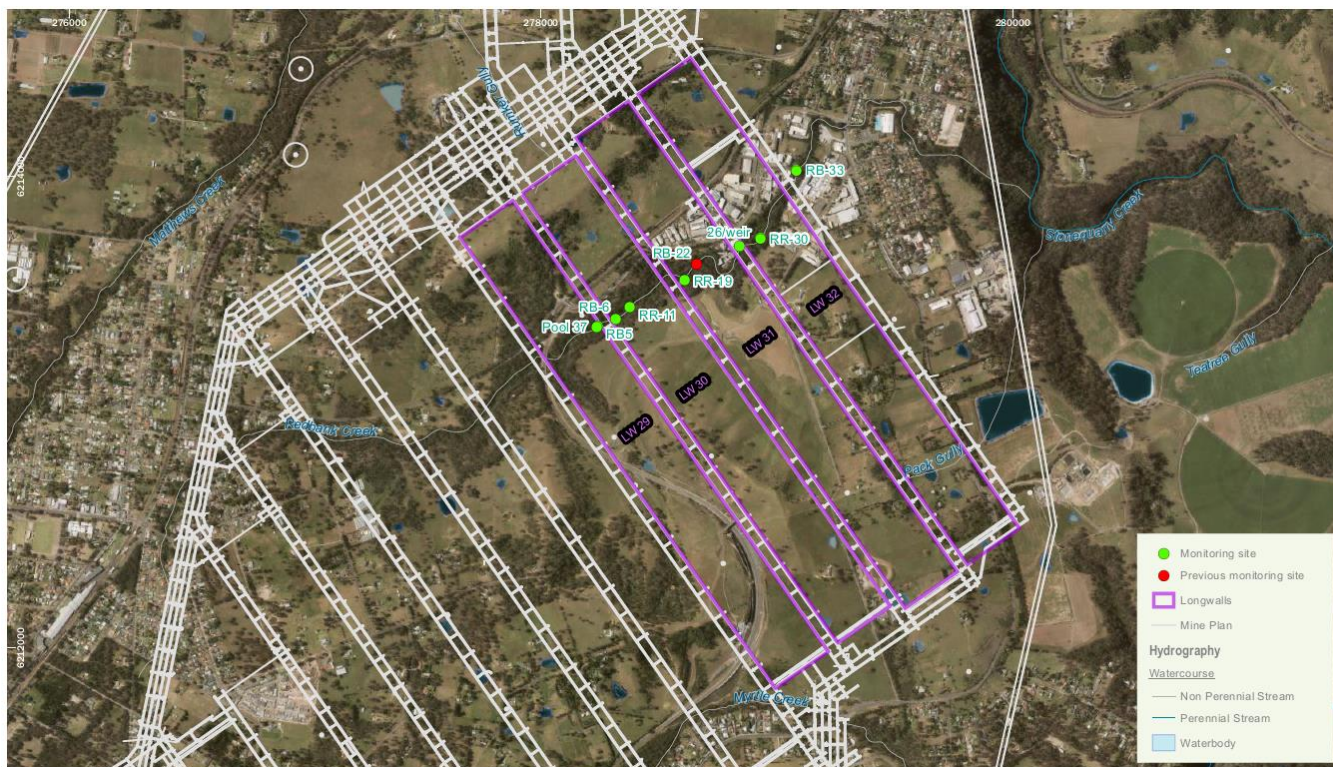 276000
278000
280000
6214000
6212000
Rumker Gully
Matthews Creek
Stonequarry Creek
Teatree Gully
Redbank Creek
Rack Gully
Myrtle Creek
RB-33
26/weir
RR-30
RB-22
RR-19
RB-6
RR-11
Pool 37
RB5
LW 32
LW 31
LW 30
LW 29
Monitoring site
Previous monitoring site
Longwalls
Mine Plan
Hydrography
Watercourse
Non Perennial Stream
Perennial Stream
Waterbody